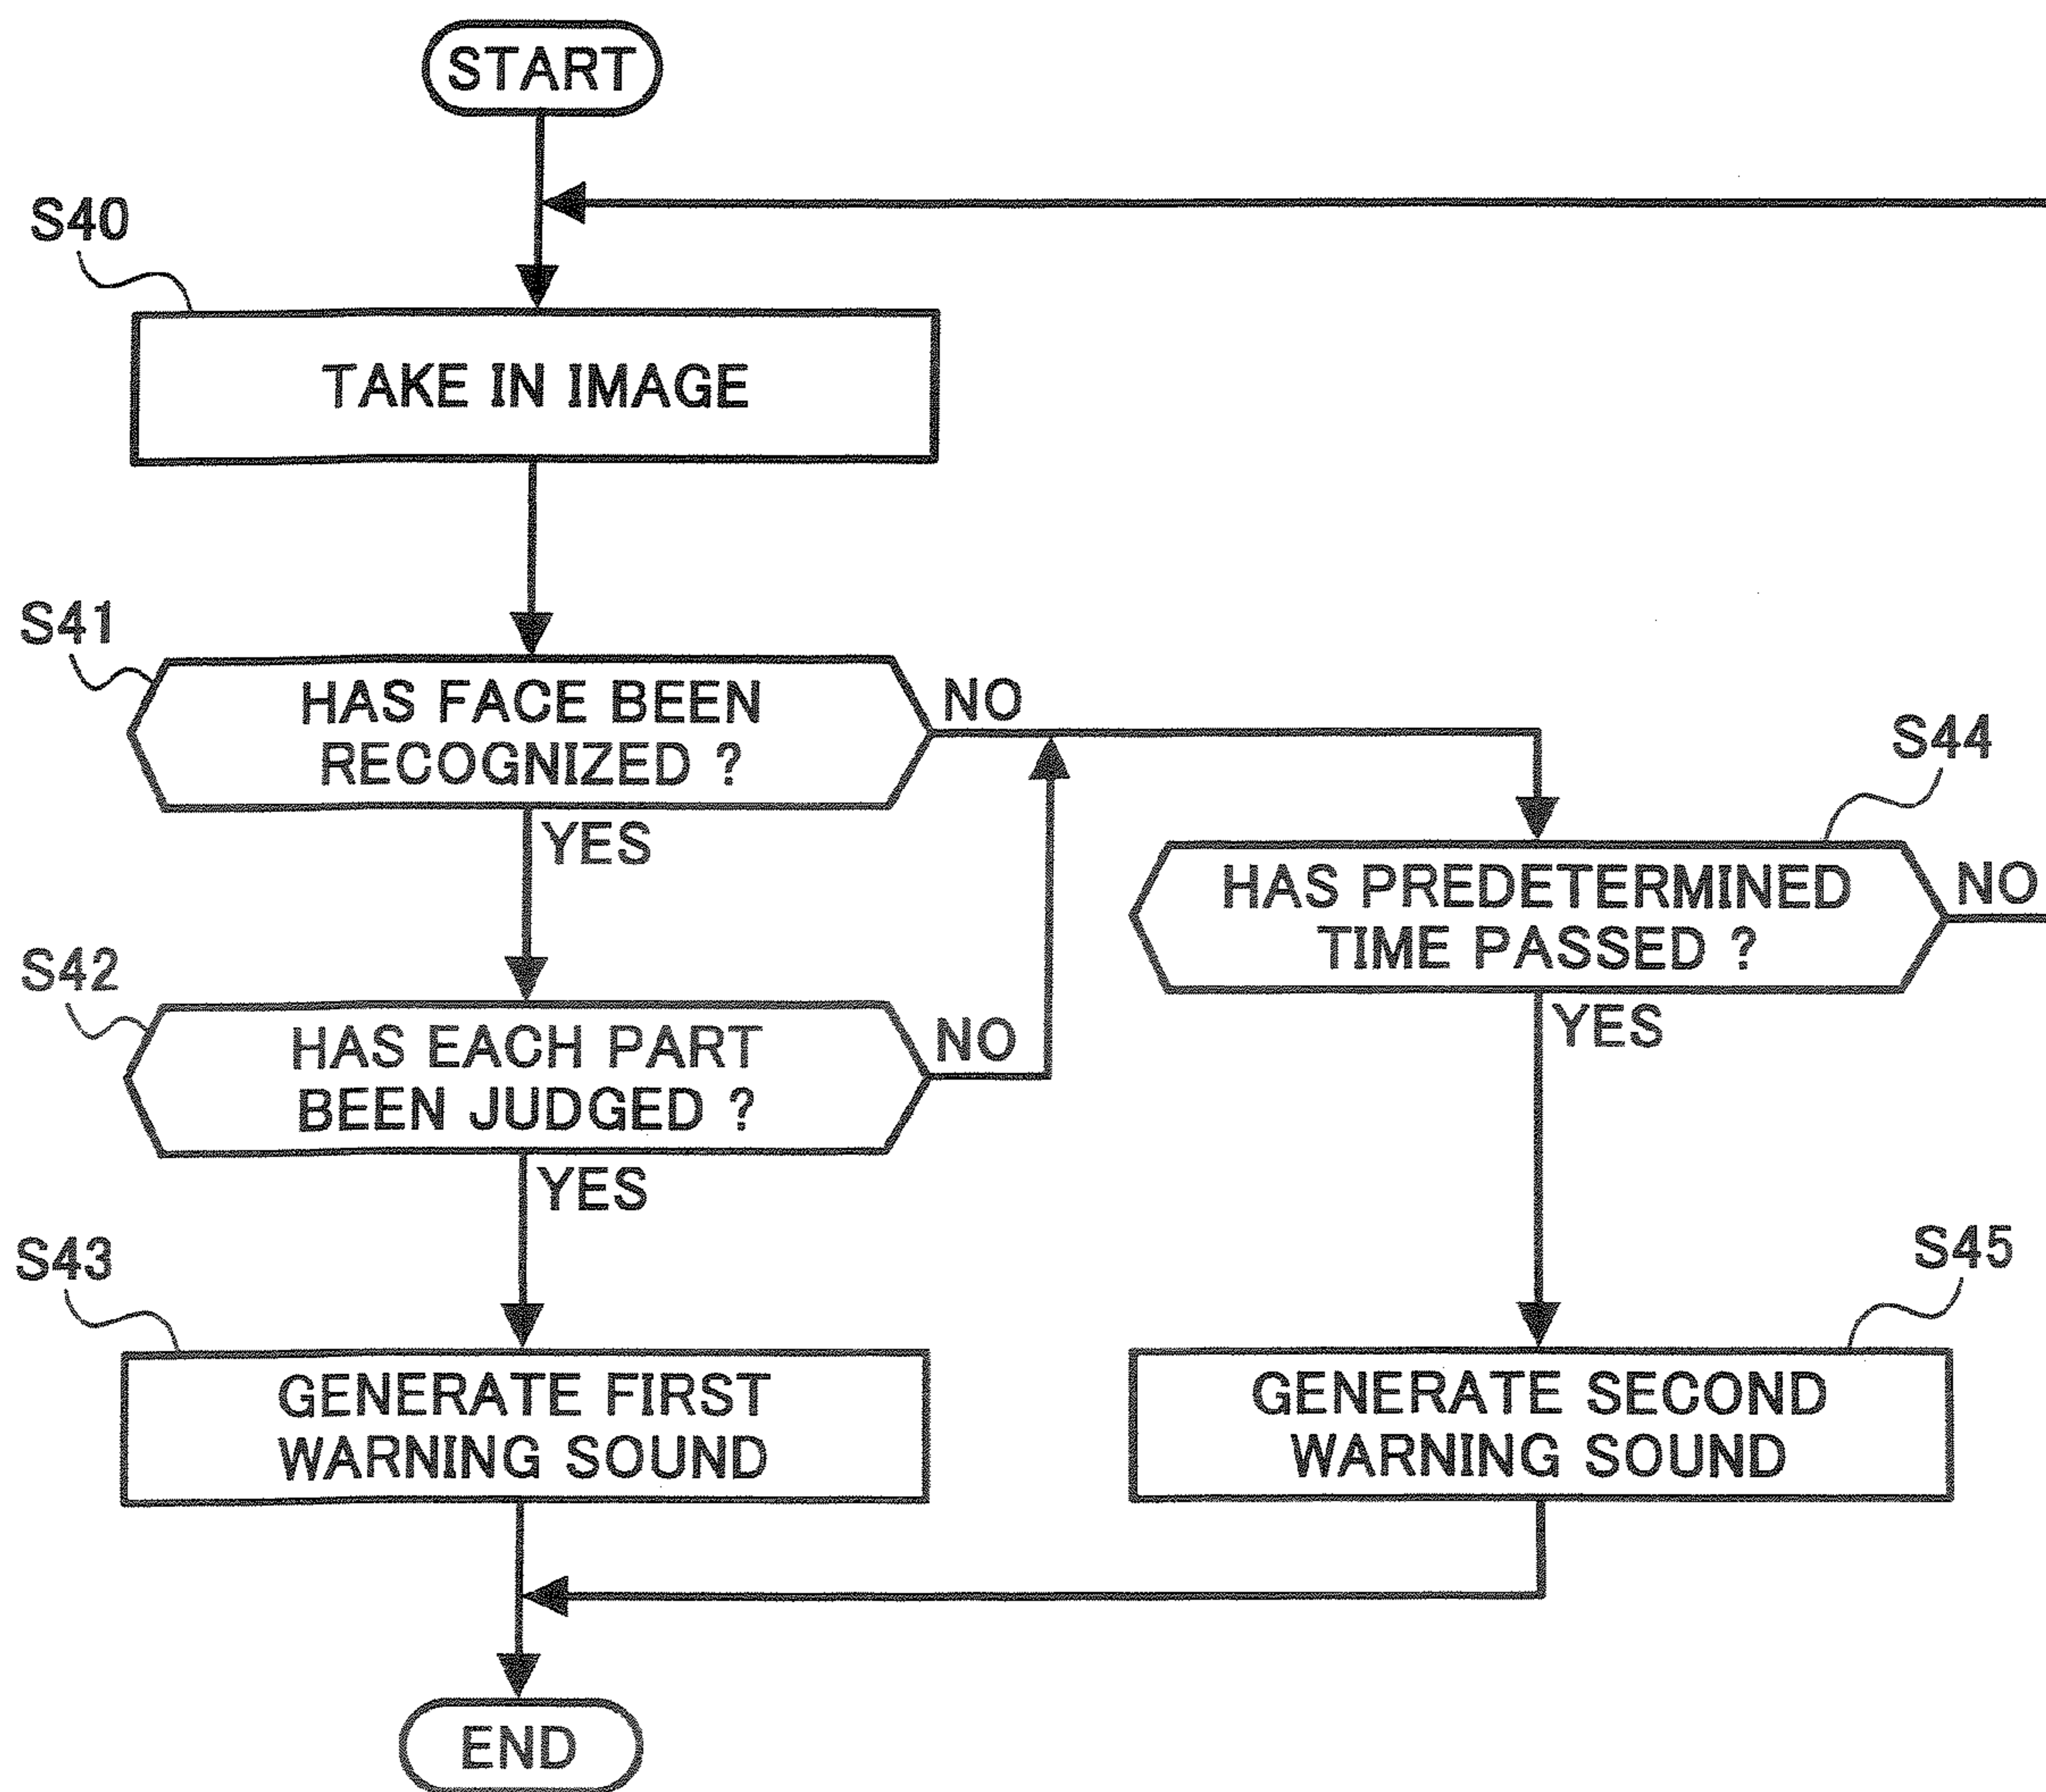 START
S40
TAKE IN IMAGE
S41
HAS FACE BEEN
RECOGNIZED ?
NO
YES
S44
HAS PREDETERMINED
TIME PASSED ?
NO
YES
S42
HAS EACH PART
BEEN JUDGED ?
NO
YES
S43
GENERATE FIRST
WARNING SOUND
S45
GENERATE SECOND
WARNING SOUND
END